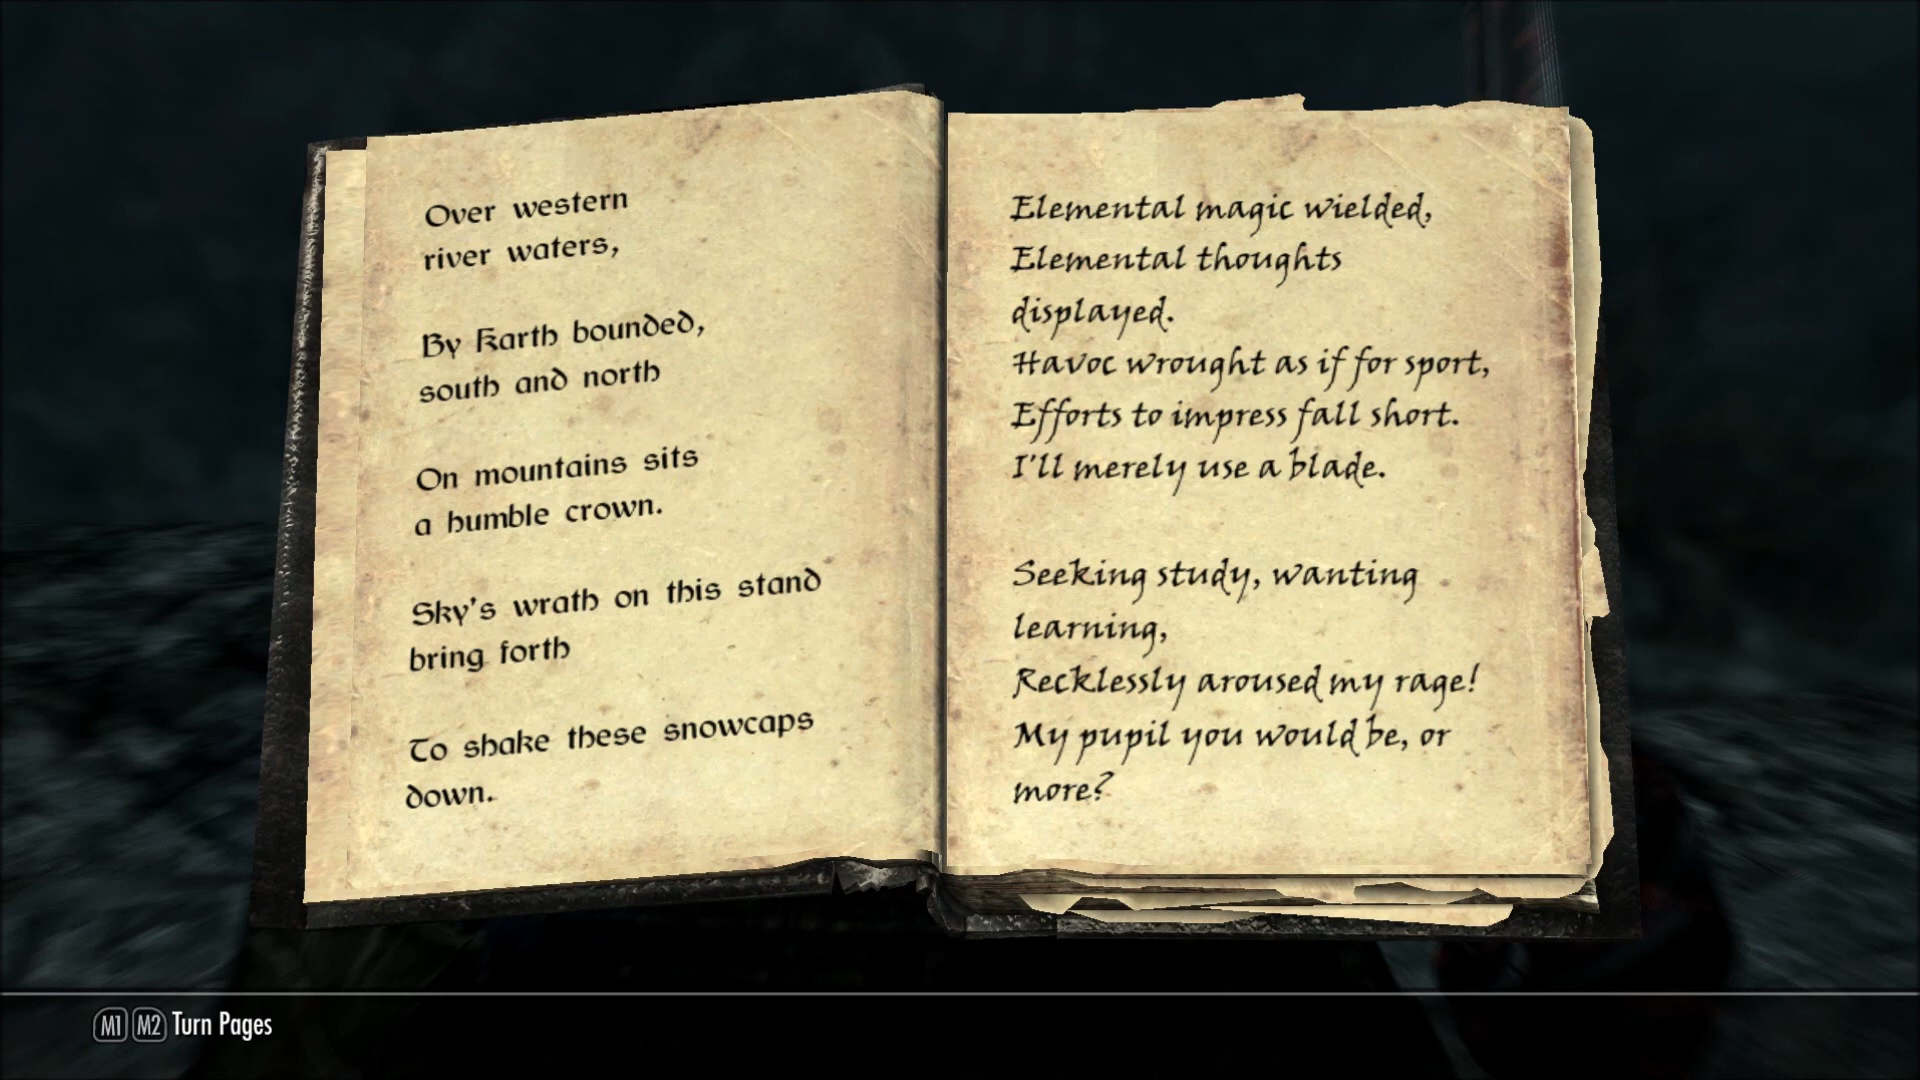 Over western
river waters,
By Karth bounded,
south and north
On mountains sits
a humble crown.
Sky's wrath on this stand
bring forth
To shake these snowcaps
down.
Elemental magic wielded,
Elemental thoughts
displayed.
Havoc wrought as if for sport,
Efforts to impress fall short.
I'll merely use a blade.
Seeking study, wanting
learning,
Recklessly aroused my rage!
My pupil you would be, or
more?
M1 M2 Turn Pages